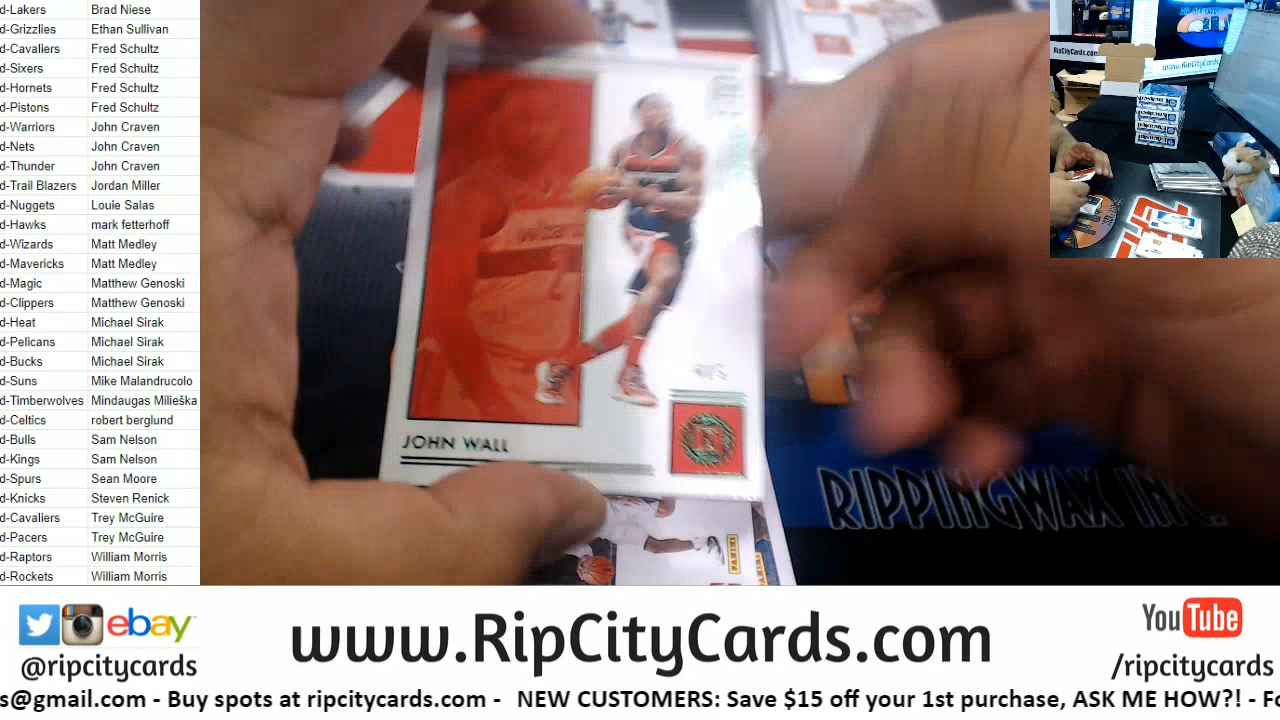 d-Lakers Brad Niese
d-Grizzlies Ethan Sullivan
d-Cavaliers Fred Schultz
d-Sixers Fred Schultz
d-Hornets Fred Schultz
d-Pistons Fred Schultz
d-Warriors John Craven
d-Nets John Craven
d-Thunder John Craven
d-Trail Blazers Jordan Miller
d-Nuggets Louie Salas
d-Hawks mark fetterhoff
d-Wizards Matt Medley
d-Mavericks Matt Medley
d-Magic Matthew Genoski
d-Clippers Matthew Genoski
d-Heat Michael Sirak
d-Pelicans Michael Sirak
d-Bucks Michael Sirak
d-Suns Mike Malandrucolo
d-Timberwolves Mindaugas Milieška
d-Celtics robert berglund
d-Bulls Sam Nelson
d-Kings Sam Nelson
d-Spurs Sean Moore
d-Knicks Steven Renick
d-Cavaliers Trey McGuire
d-Pacers Trey McGuire
d-Raptors William Morris
d-Rockets William Morris
RipCityCards.com
www.RipCityCards
Wizards
JOHN WALL
PANINI
RIPPINGWAX INC.
ebay
@ripcitycards
www.RipCityCards.com
YouTube
/ripcitycards
s@gmail.com - Buy spots at ripcitycards.com - NEW CUSTOMERS: Save $15 off your 1st purchase, ASK ME HOW?! - Fo